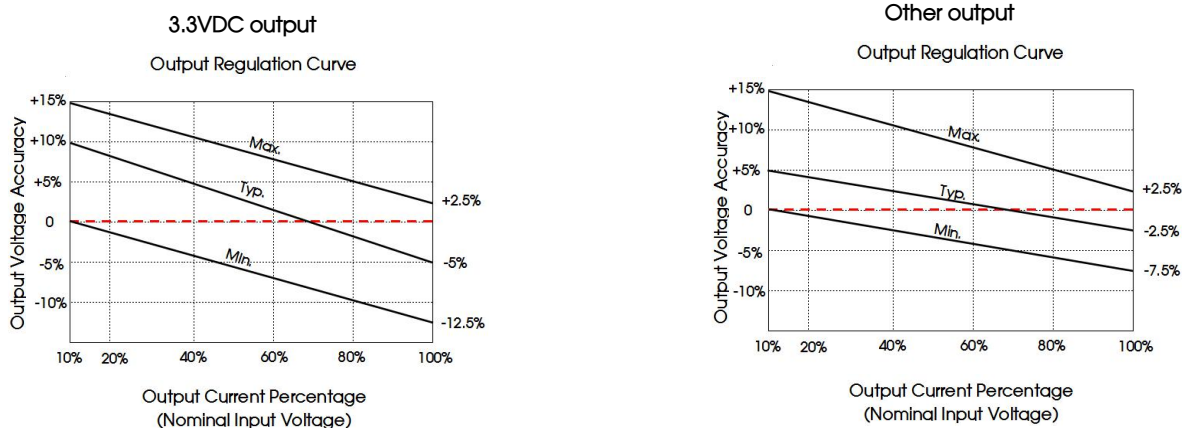 3.3VDC output
Output Regulation Curve
Output Voltage Accuracy
+15%
+10%
+5%
0
-5%
-10%
Max.
Typ.
Min.
+2.5%
-5%
-12.5%
10% 20% 40% 60% 80% 100%
Output Current Percentage
(Nominal Input Voltage)
Other output
Output Regulation Curve
Output Voltage Accuracy
+15%
+10%
+5%
0
-5%
-10%
Max.
Typ.
Min.
+2.5%
-2.5%
-7.5%
10% 20% 40% 60% 80% 100%
Output Current Percentage
(Nominal Input Voltage)